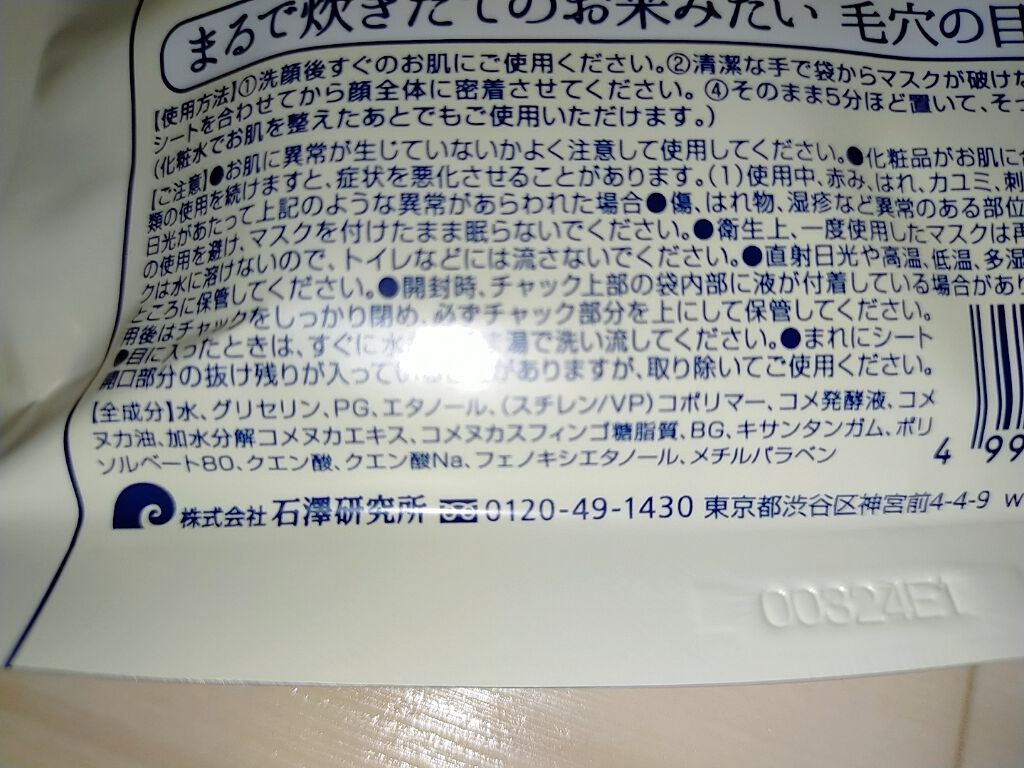 まるで炊きたてのお米みたい 毛穴の目
【使用方法】①洗顔後すぐのお肌にご使用ください。②清潔な手で袋からマスクが破けな
シートを合わせてから顔全体に密着させてください。④そのまま5分ほど置いて、そっ
(化粧水でお肌を整えたあとでもご使用いただけます。)
【ご注意】●お肌に異常が生じていないかよく注意して使用してください。●化粧品がお肌に合
類の使用を続けますと、症状を悪化させることがあります。(1)使用中、赤み、はれ、カユミ、刺
日光があたって上記のような異常があらわれた場合●傷、はれ物、湿疹など異常のある部位
の使用を避け、マスクを付けたまま眠らないでください。●衛生上、一度使用したマスクは再
クは水に溶けないので、トイレなどには流さないでください。●直射日光や高温、低温、多湿
ところに保管してください。●開封時、チャック上部の袋内部に液が付着している場合があり
用後はチャックをしっかり閉め、必ずチャック部分を上にして保管してください。
●目に入ったときは、すぐに水 湯で洗い流してください。●まれにシート
開口部分の抜け残りが入ってい がありますが、取り除いてご使用ください。
【全成分】水、グリセリン、PG、エタノール、(スチレン/VP)コポリマー、コメ発酵液、コメ
ヌカ油、加水分解コメヌカエキス、コメヌカスフィンゴ糖脂質、BG、キサンタンガム、ポリ
ソルベート80、クエン酸、クエン酸Na、フェノキシエタノール、メチルパラベン
4 99
株式会社 石澤研究所 0120-49-1430 東京都渋谷区神宮前4-4-9 w
00324E1